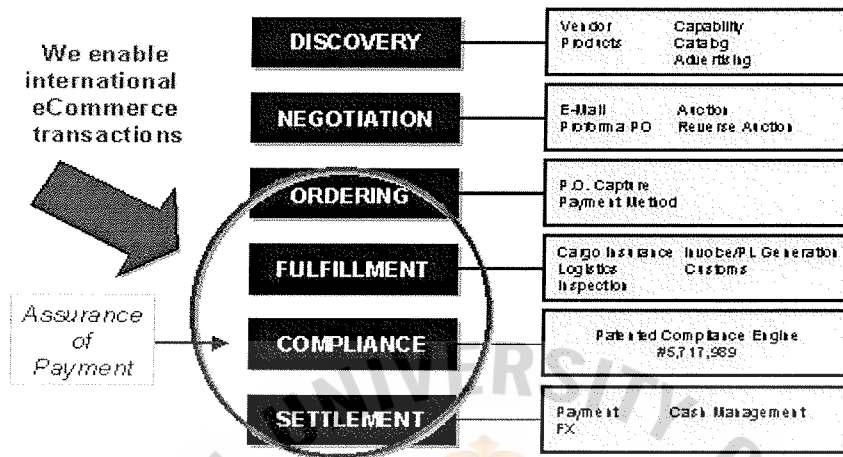 We enable
international
eCommerce
transactions
Assurance
of
Payment
DISCOVERY
Vendor Capability
Products Catalog
Advertising
NEGOTIATION
E-Mail Auction
Proforma PO Reverse Auction
ORDERING
P.O. Capture
Payment Method
FULFILLMENT
Cargo Insurance Invoice/PL Generation
Logistics Customs
Inspection
COMPLIANCE
Patented Compliance Engine
#5,717,989
SETTLEMENT
Payment Cash Management
FX
UNIVERSITY